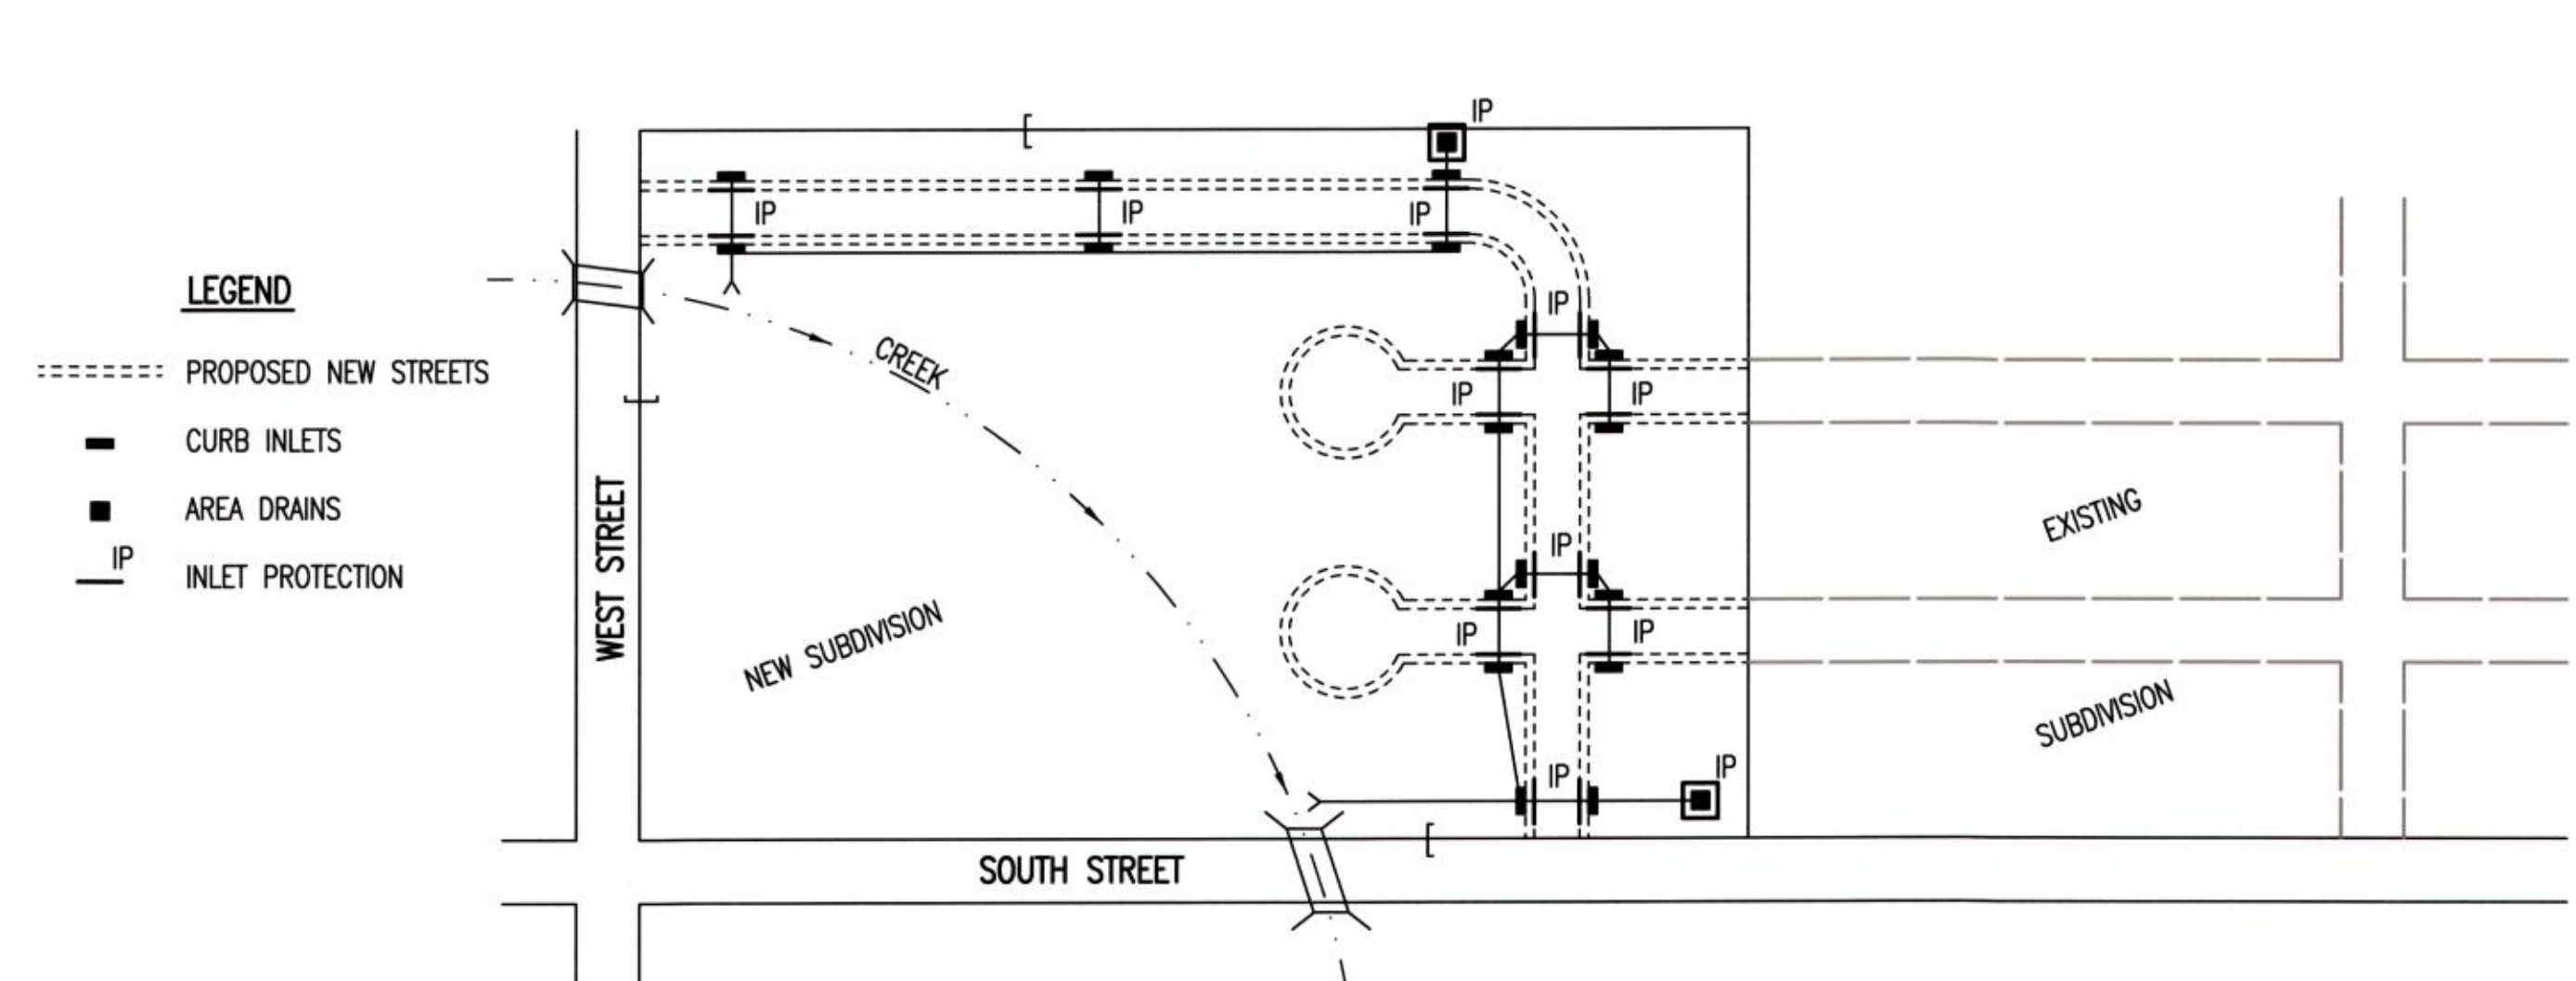 LEGEND
PROPOSED NEW STREETS
CURB INLETS
AREA DRAINS
IP
INLET PROTECTION
WEST STREET
IP
IP
IP
IP
CREEK
IP
IP
IP
NEW SUBDIVISION
IP
IP
IP
IP
IP
SOUTH STREET
EXISTING
SUBDIVISION